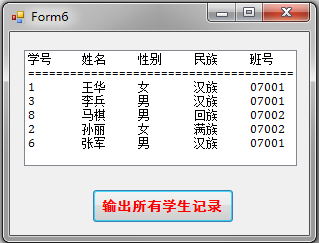 Form6
学号 姓名 性别 民族 班号
======================================
1 王华 女 汉族 07001
3 李兵 男 汉族 07001
8 马棋 男 回族 07002
2 孙丽 女 满族 07002
6 张军 男 汉族 07001
输出所有学生记录